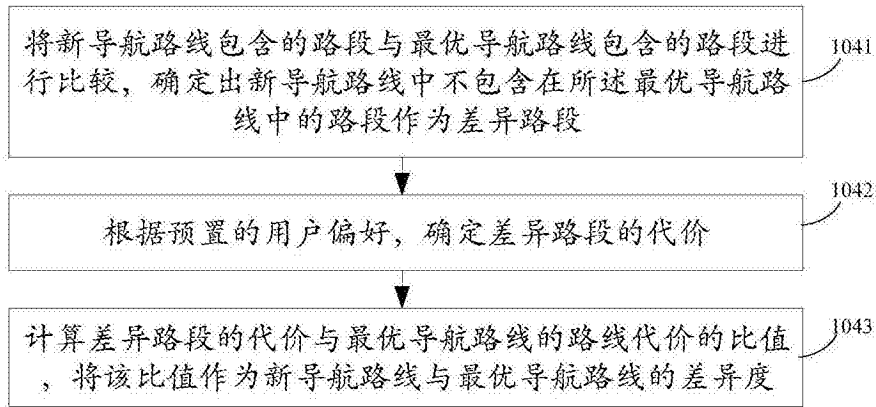 将新导航路线包含的路段与最优导航路线包含的路段进
行比较，确定出新导航路线中不包含在所述最优导航路
线中的路段作为差异路段
1041
根据预置的用户偏好，确定差异路段的代价
1042
计算差异路段的代价与最优导航路线的路线代价的比值
，将该比值作为新导航路线与最优导航路线的差异度
1043